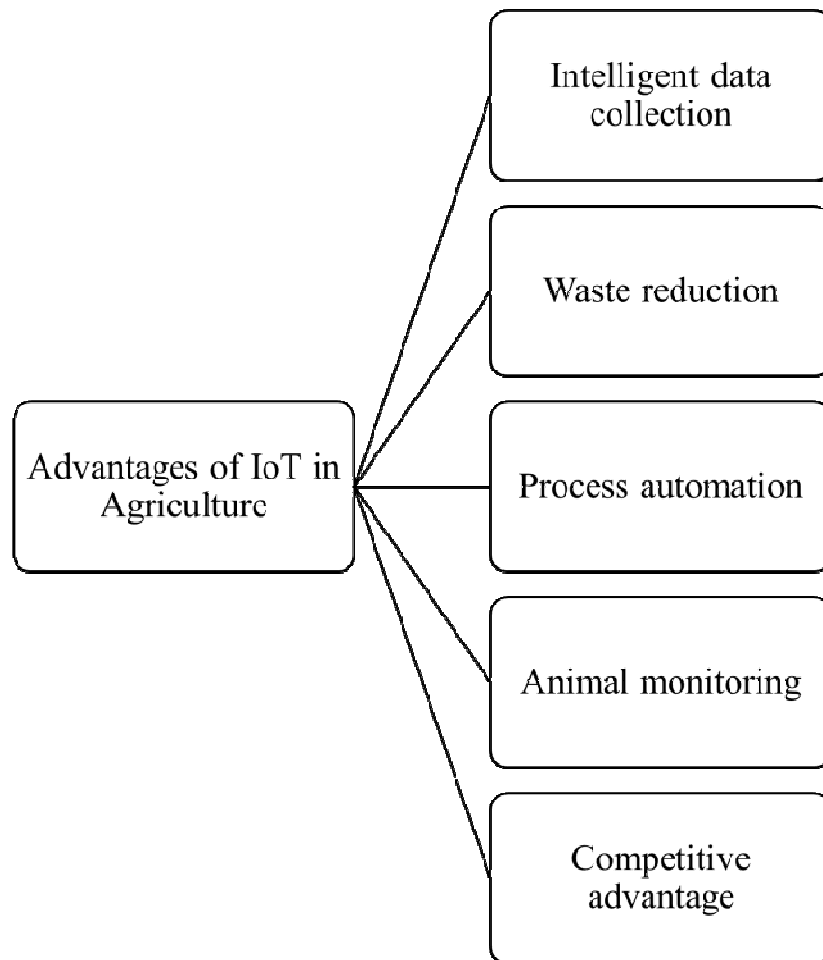 Intelligent data
collection
Waste reduction
Advantages of IoT in
Agriculture
Process automation
Animal monitoring
Competitive
advantage